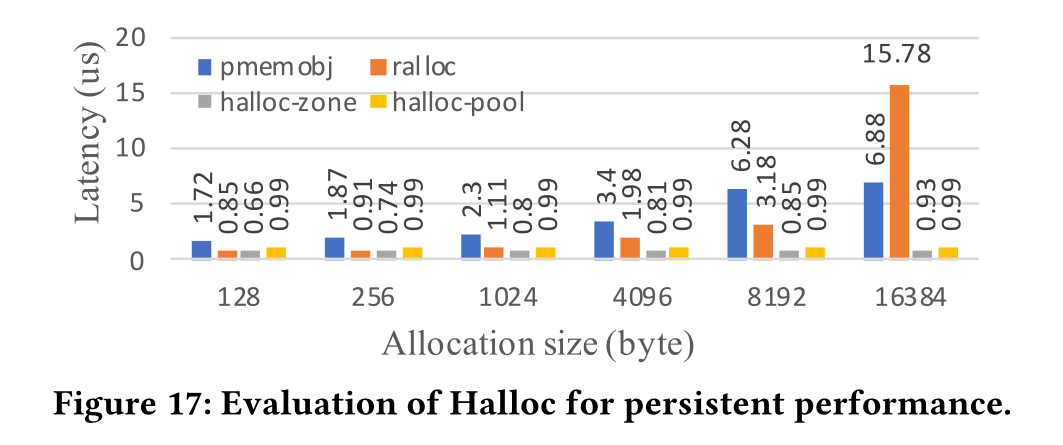 20
15
10
5
0
Latency (us)
pmemobj
ralloc
halloc-zone
halloc-pool
1.72 0.85 0.66 0.99
1.87 0.91 0.74 0.99
2.3 1.11 0.8 0.99
3.4 1.98 0.81 0.99
6.28 3.18 0.85 0.99
6.88 15.78 0.93 0.99
128 256 1024 4096 8192 16384
Allocation size (byte)
Figure 17: Evaluation of Halloc for persistent performance.